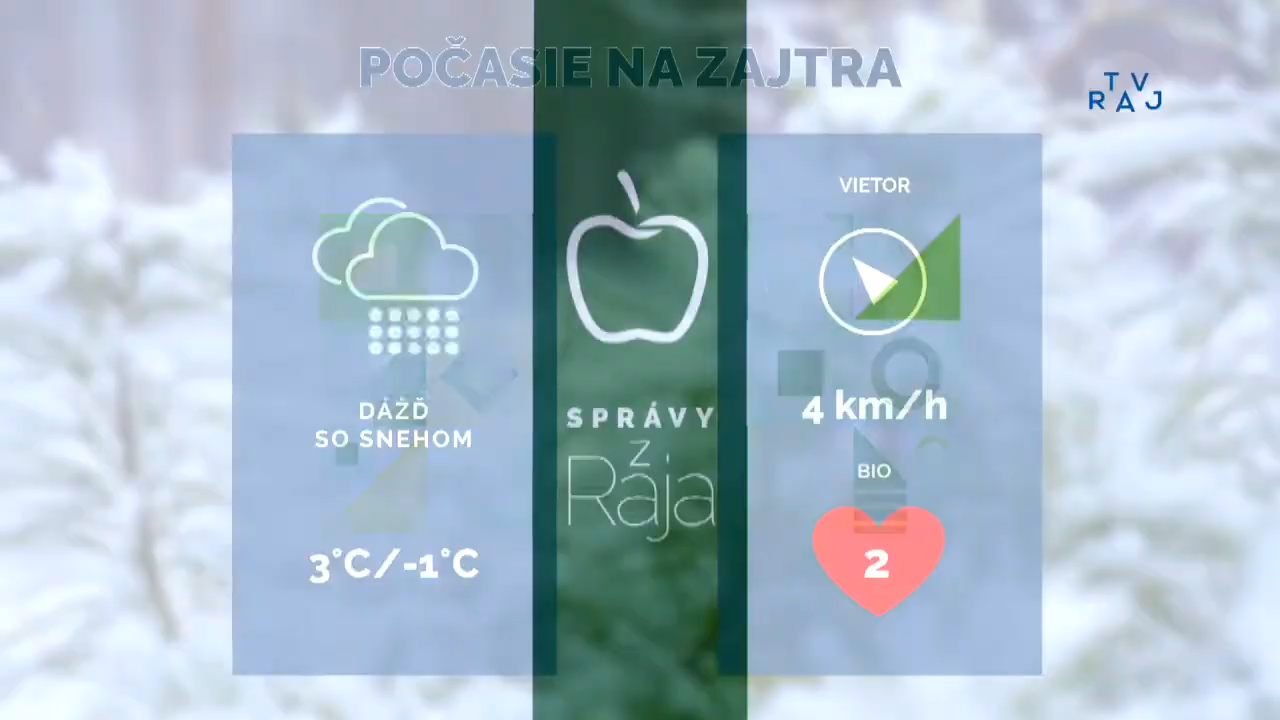 POČASIE NA ZAJTRA
TV
RAJ
DÁŽĎ
SO SNEHOM
3°C/-1°C
SPRÁVY
z
Raja
VIETOR
4 km/h
BIO
2